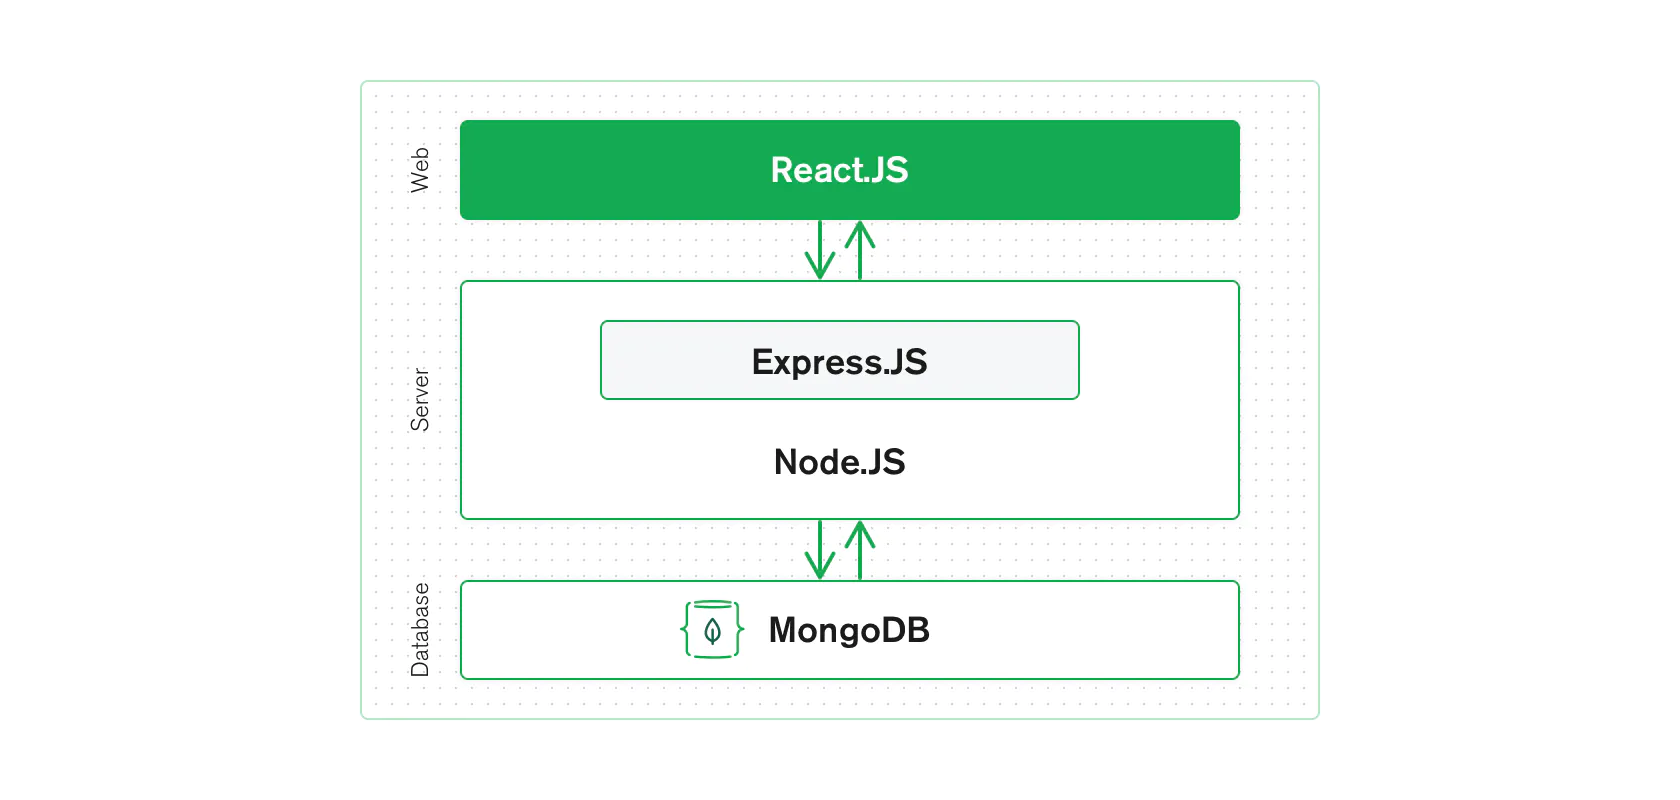 Web
React.JS
Server
Express.JS
Node.JS
Database
MongoDB